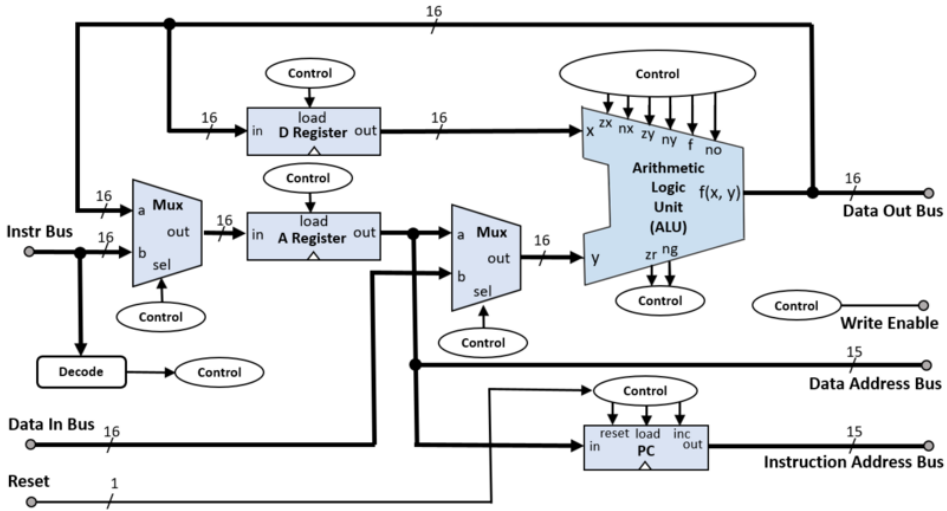 16
Control
Control
load
16
in
D Register
out
16
x
zx
nx
zy
ny
f
no
Arithmetic
Logic
Unit
(ALU)
f(x, y)
16
Data Out Bus
Control
16
a
Mux
out
16
load
in
A Register
out
a
Mux
out
16
y
zr
ng
Instr Bus
16
b
sel
b
sel
Control
Control
Control
Control
Write Enable
Decode
Control
15
Data Address Bus
Control
Data In Bus
16
reset
load
inc
in
PC
out
15
Instruction Address Bus
Reset
1